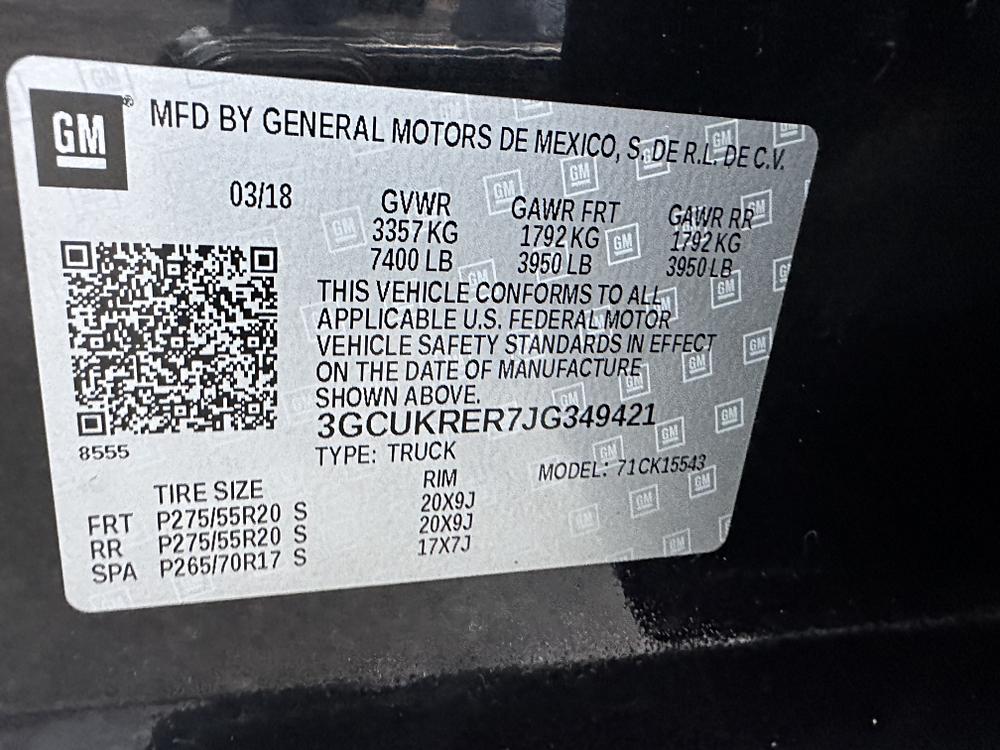 GM
MFD BY GENERAL MOTORS DE MEXICO, S. DE R.L. DE C.V.
03/18 GVWR GAWR FRT GAWR RR
3357 KG 1792 KG 1792 KG
7400 LB 3950 LB 3950 LB
THIS VEHICLE CONFORMS TO ALL
APPLICABLE U.S. FEDERAL MOTOR
VEHICLE SAFETY STANDARDS IN EFFECT
ON THE DATE OF MANUFACTURE
SHOWN ABOVE.
3GCUKRER7JG349421
8555
TYPE: TRUCK MODEL: 71CK15543
TIRE SIZE RIM
FRT P275/55R20 S 20X9J
RR P275/55R20 S 20X9J
SPA P265/70R17 S 17X7J